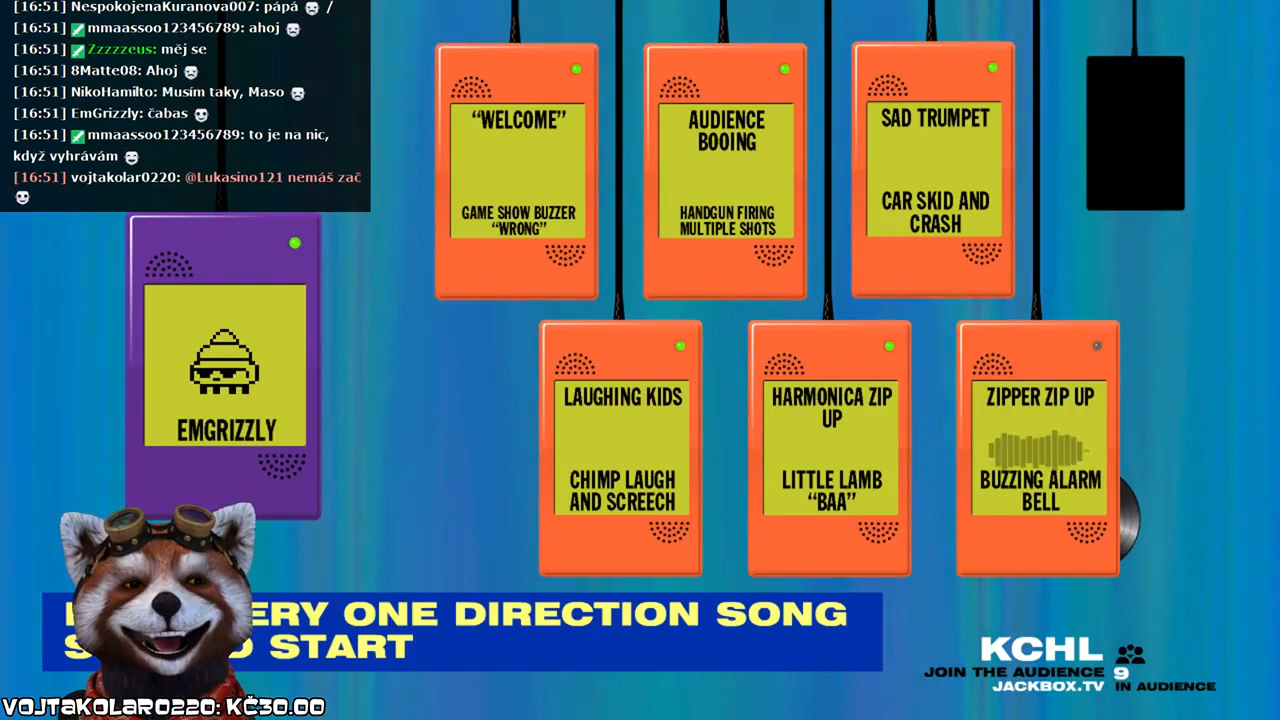 [16:51] NespokojenaKuranova007: pápá /
[16:51] mmaassoo123456789: ahoj
[16:51] Zzzzzeus: měj se
[16:51] 8Matte08: Ahoj
[16:51] NikoHamilto: Musím taky, Maso
[16:51] EmGrizzly: čabas
[16:51] mmaassoo123456789: to je na nic,
když vyhrávám
[16:51] vojtakolar0220: @Lukasino121 nemáš zač
"WELCOME"
GAME SHOW BUZZER
"WRONG"
AUDIENCE
BOOING
HANDGUN FIRING
MULTIPLE SHOTS
SAD TRUMPET
CAR SKID AND
CRASH
EMGRIZZLY
LAUGHING KIDS
CHIMP LAUGH
AND SCREECH
HARMONICA ZIP
UP
LITTLE LAMB
"BAA"
ZIPPER ZIP UP
BUZZING ALARM
BELL
ONE DIRECTION SONG
START
KCHL
JOIN THE AUDIENCE 9
JACKBOX.TV IN AUDIENCE
VOJTAKOLAR0220: KČ30.00